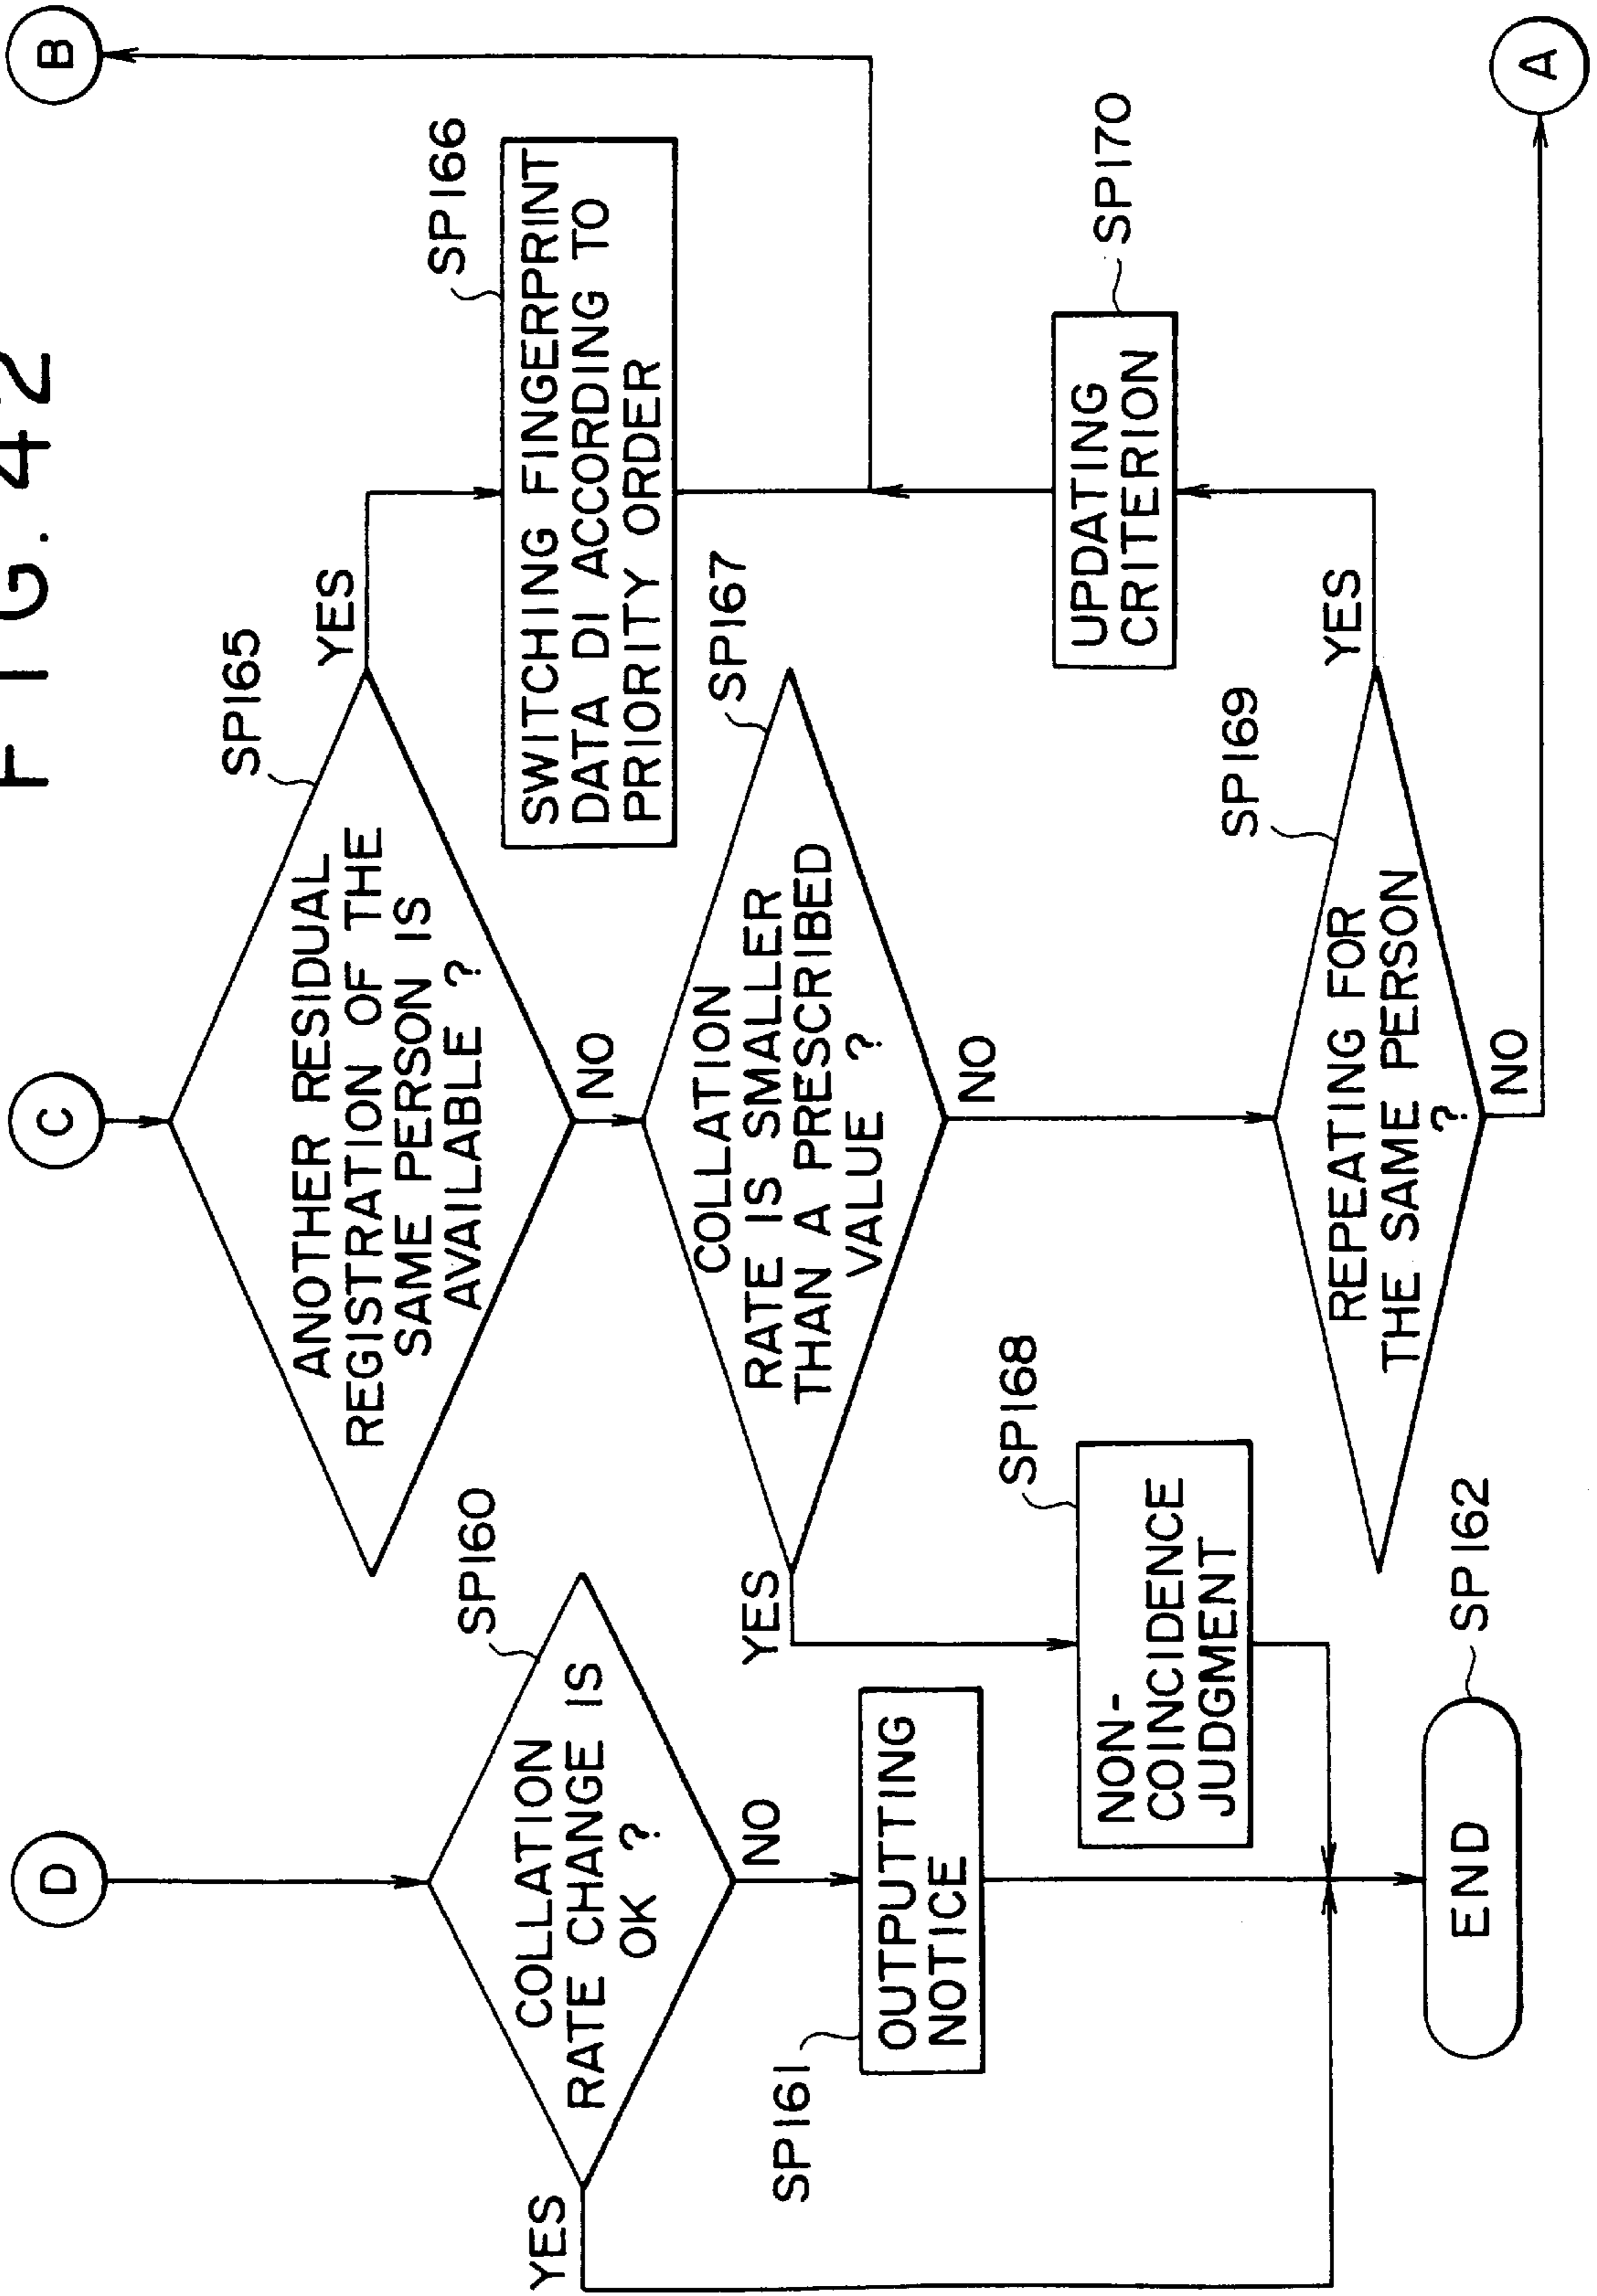 FIG. 42
D
C
B
SP160
COLLATION
RATE CHANGE IS
OK ?
YES
NO
SP161
OUTPUTTING
NOTICE
SP165
ANOTHER RESIDUAL
REGISTRATION OF THE
SAME PERSON IS
AVAILABLE ?
YES
NO
SP166
SWITCHING FINGERPRINT
DATA DI ACCORDING TO
PRIORITY ORDER
SP167
COLLATION
RATE IS SMALLER
THAN A PRESCRIBED
VALUE ?
YES
NO
SP168
NON-
COINCIDENCE
JUDGMENT
SP169
REPEATING FOR
THE SAME PERSON
?
YES
NO
SP170
UPDATING
CRITERION
SP162
END
A